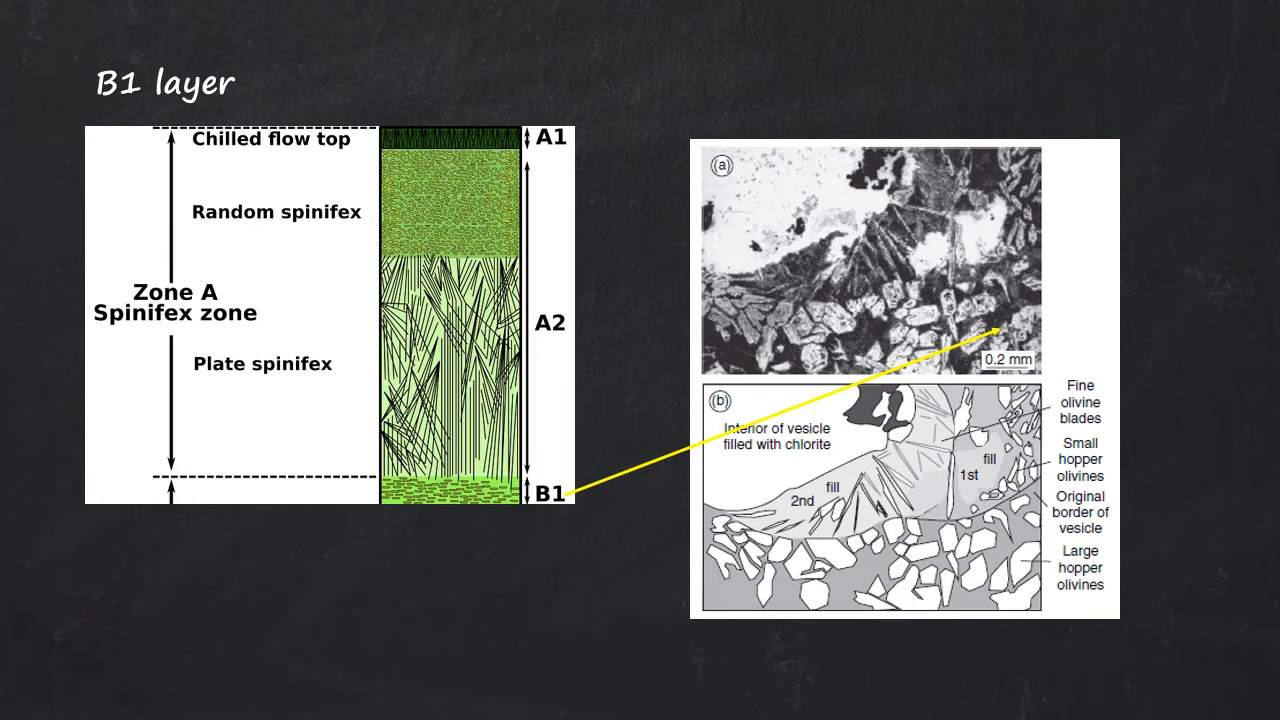 B1 layer
Chilled flow top
A1
Random spinifex
Zone A
Spinifex zone
A2
Plate spinifex
B1
(a)
0.2 mm
(b)
Interior of vesicle
filled with chlorite
2nd
fill
fill
1st
Fine
olivine
blades
Small
hopper
olivines
Original
border of
vesicle
Large
hopper
olivines